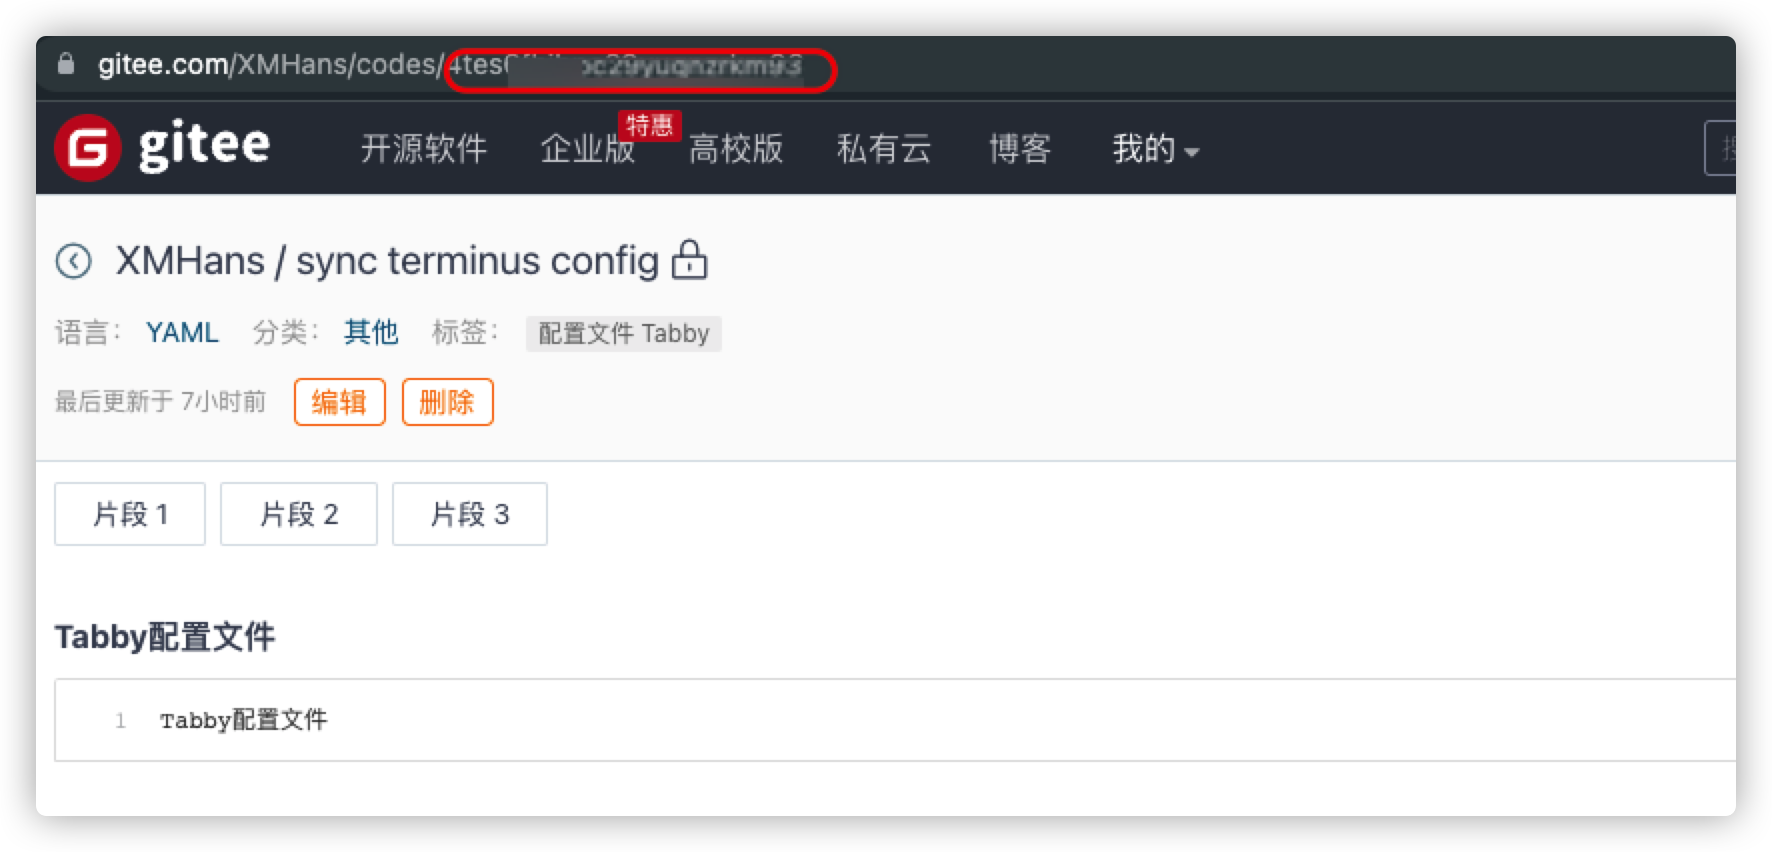 gitee.com/XMHans/codes/
gitee 开源软件 企业版 特惠 高校版 私有云 博客 我的
XMHans / sync terminus config
语言: YAML 分类: 其他 标签: 配置文件 Tabby
最后更新于 7小时前 编辑 删除
片段 1 片段 2 片段 3
Tabby配置文件
1 Tabby配置文件